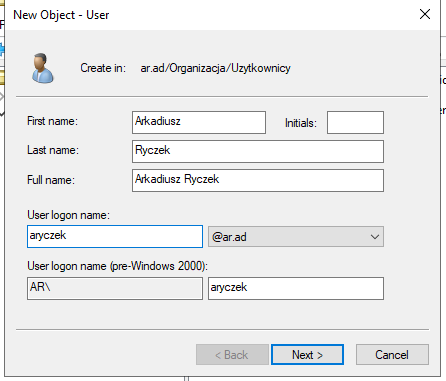 New Object - User
Create in: ar.ad/Organizacja/Uzytkownicy
First name: Arkadiusz Initials:
Last name: Ryczek
Full name: Arkadiusz Ryczek
User logon name:
aryczek @ar.ad
User logon name (pre-Windows 2000):
AR\ aryczek
< Back Next > Cancel